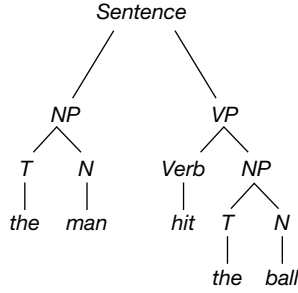 Sentence
NP VP
T N Verb NP
the man hit T N
the ball